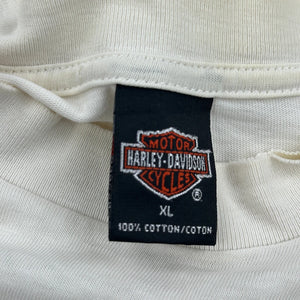 MOTOR
HARLEY-DAVIDSON
CYCLES
®
XL
100% COTTON/COTON